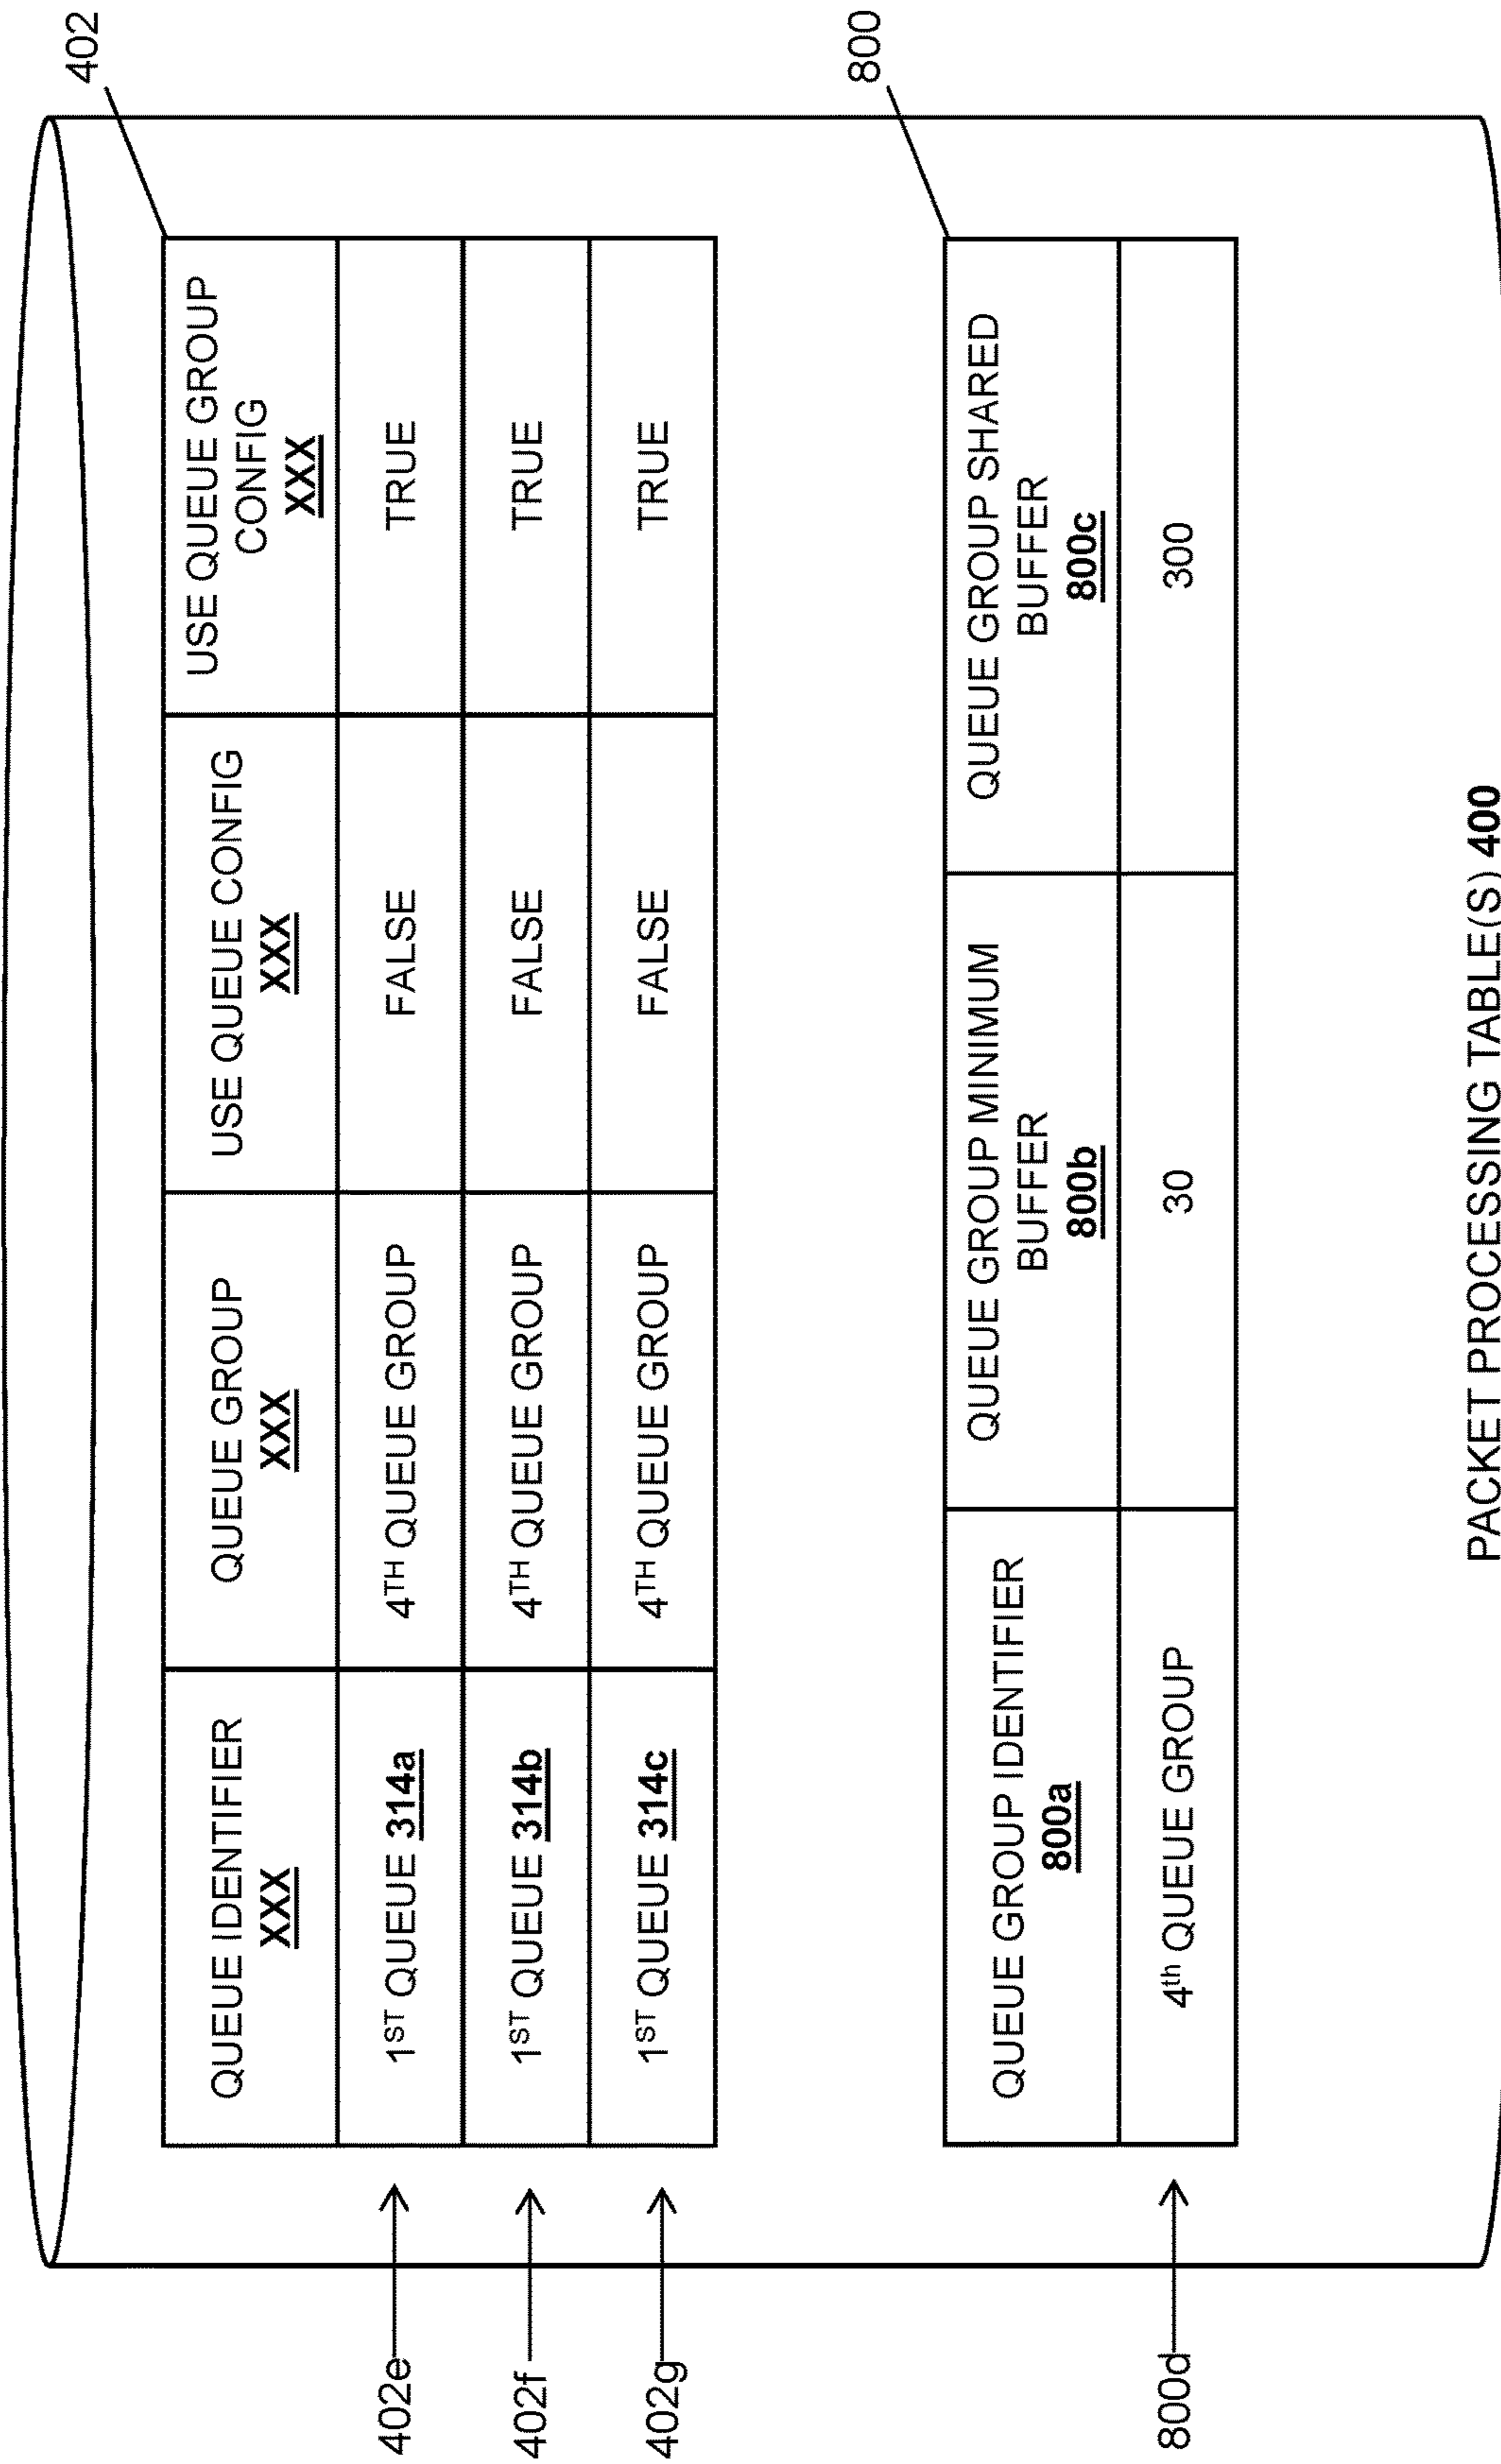 402
QUEUE IDENTIFIER
XXX
QUEUE GROUP
XXX
USE QUEUE CONFIG
XXX
USE QUEUE GROUP
CONFIG
XXX
402e
1ST QUEUE 314a
4TH QUEUE GROUP
FALSE
TRUE
402f
1ST QUEUE 314b
4TH QUEUE GROUP
FALSE
TRUE
402g
1ST QUEUE 314c
4TH QUEUE GROUP
FALSE
TRUE
800
QUEUE GROUP IDENTIFIER
800a
QUEUE GROUP MINIMUM
BUFFER
800b
QUEUE GROUP SHARED
BUFFER
800c
800d
4th QUEUE GROUP
30
300
PACKET PROCESSING TABLE(S) 400